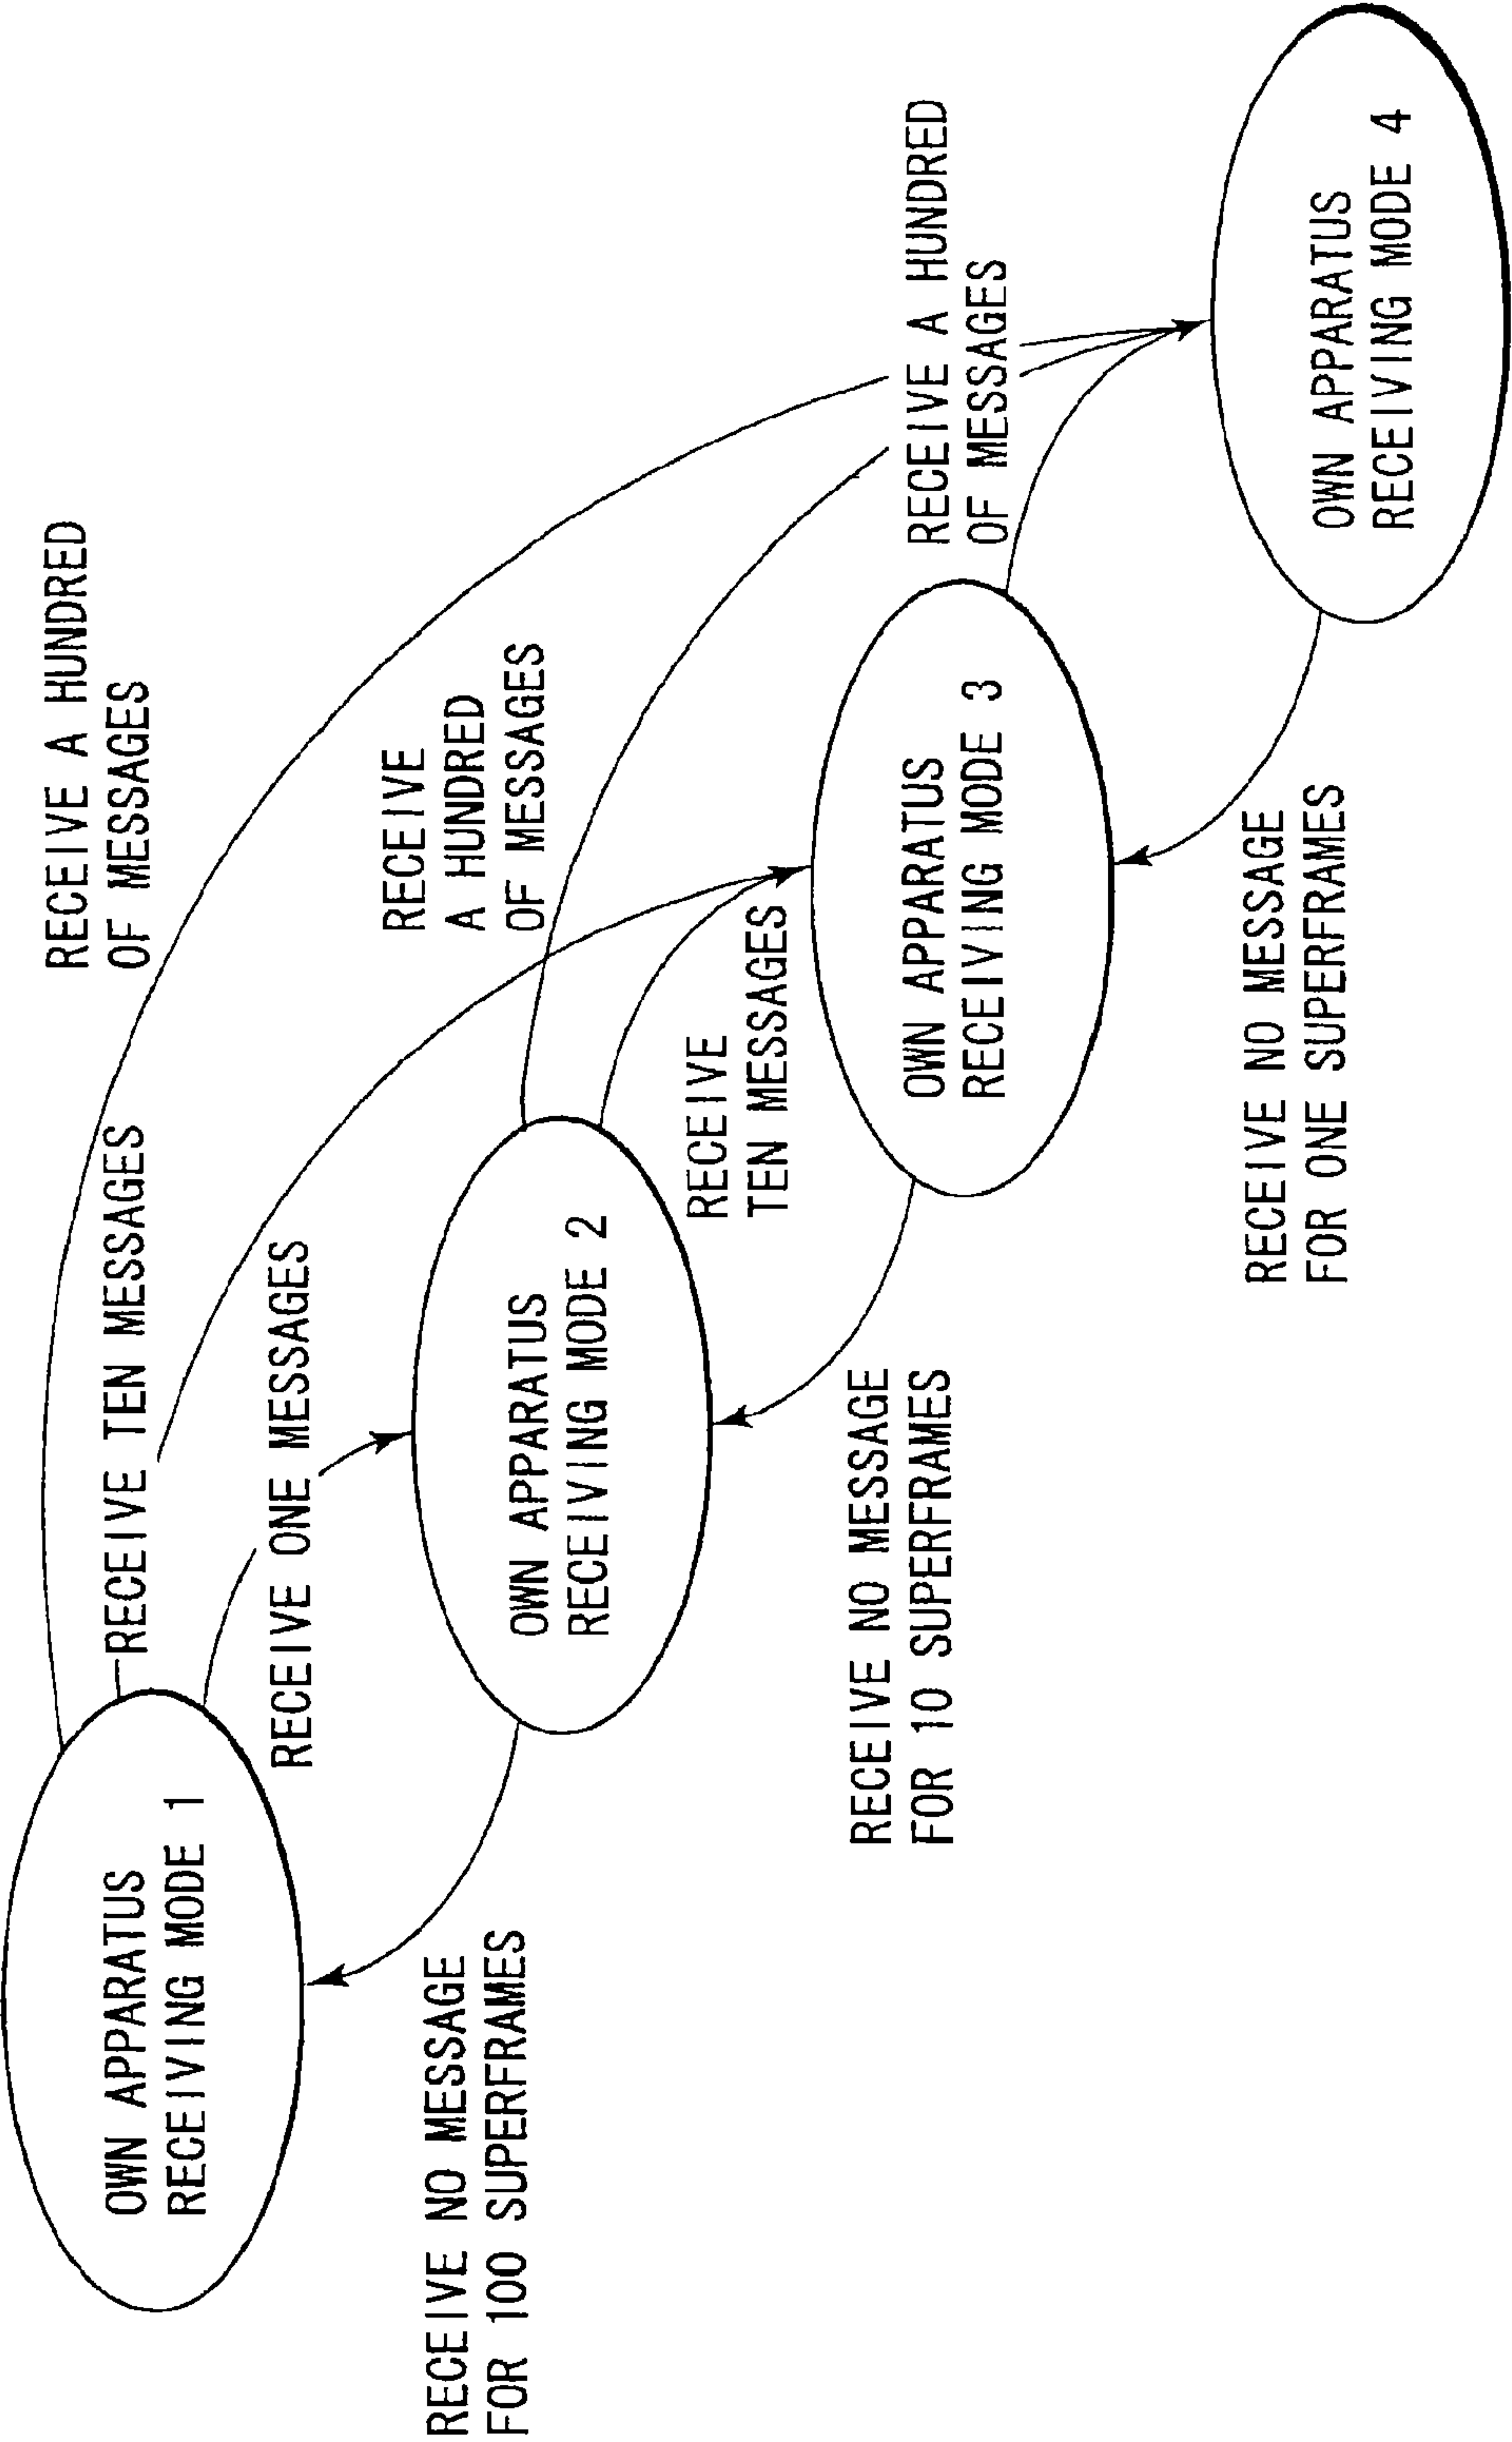 RECEIVE A HUNDRED
OF MESSAGES
RECEIVE TEN MESSAGES
OWN APPARATUS
RECEIVING MODE 1
RECEIVE ONE MESSAGES
RECEIVE
A HUNDRED
OF MESSAGES
RECEIVE NO MESSAGE
FOR 100 SUPERFRAMES
OWN APPARATUS
RECEIVING MODE 2
RECEIVE
TEN MESSAGES
RECEIVE A HUNDRED
OF MESSAGES
RECEIVE NO MESSAGE
FOR 10 SUPERFRAMES
OWN APPARATUS
RECEIVING MODE 3
RECEIVE NO MESSAGE
FOR ONE SUPERFRAMES
OWN APPARATUS
RECEIVING MODE 4